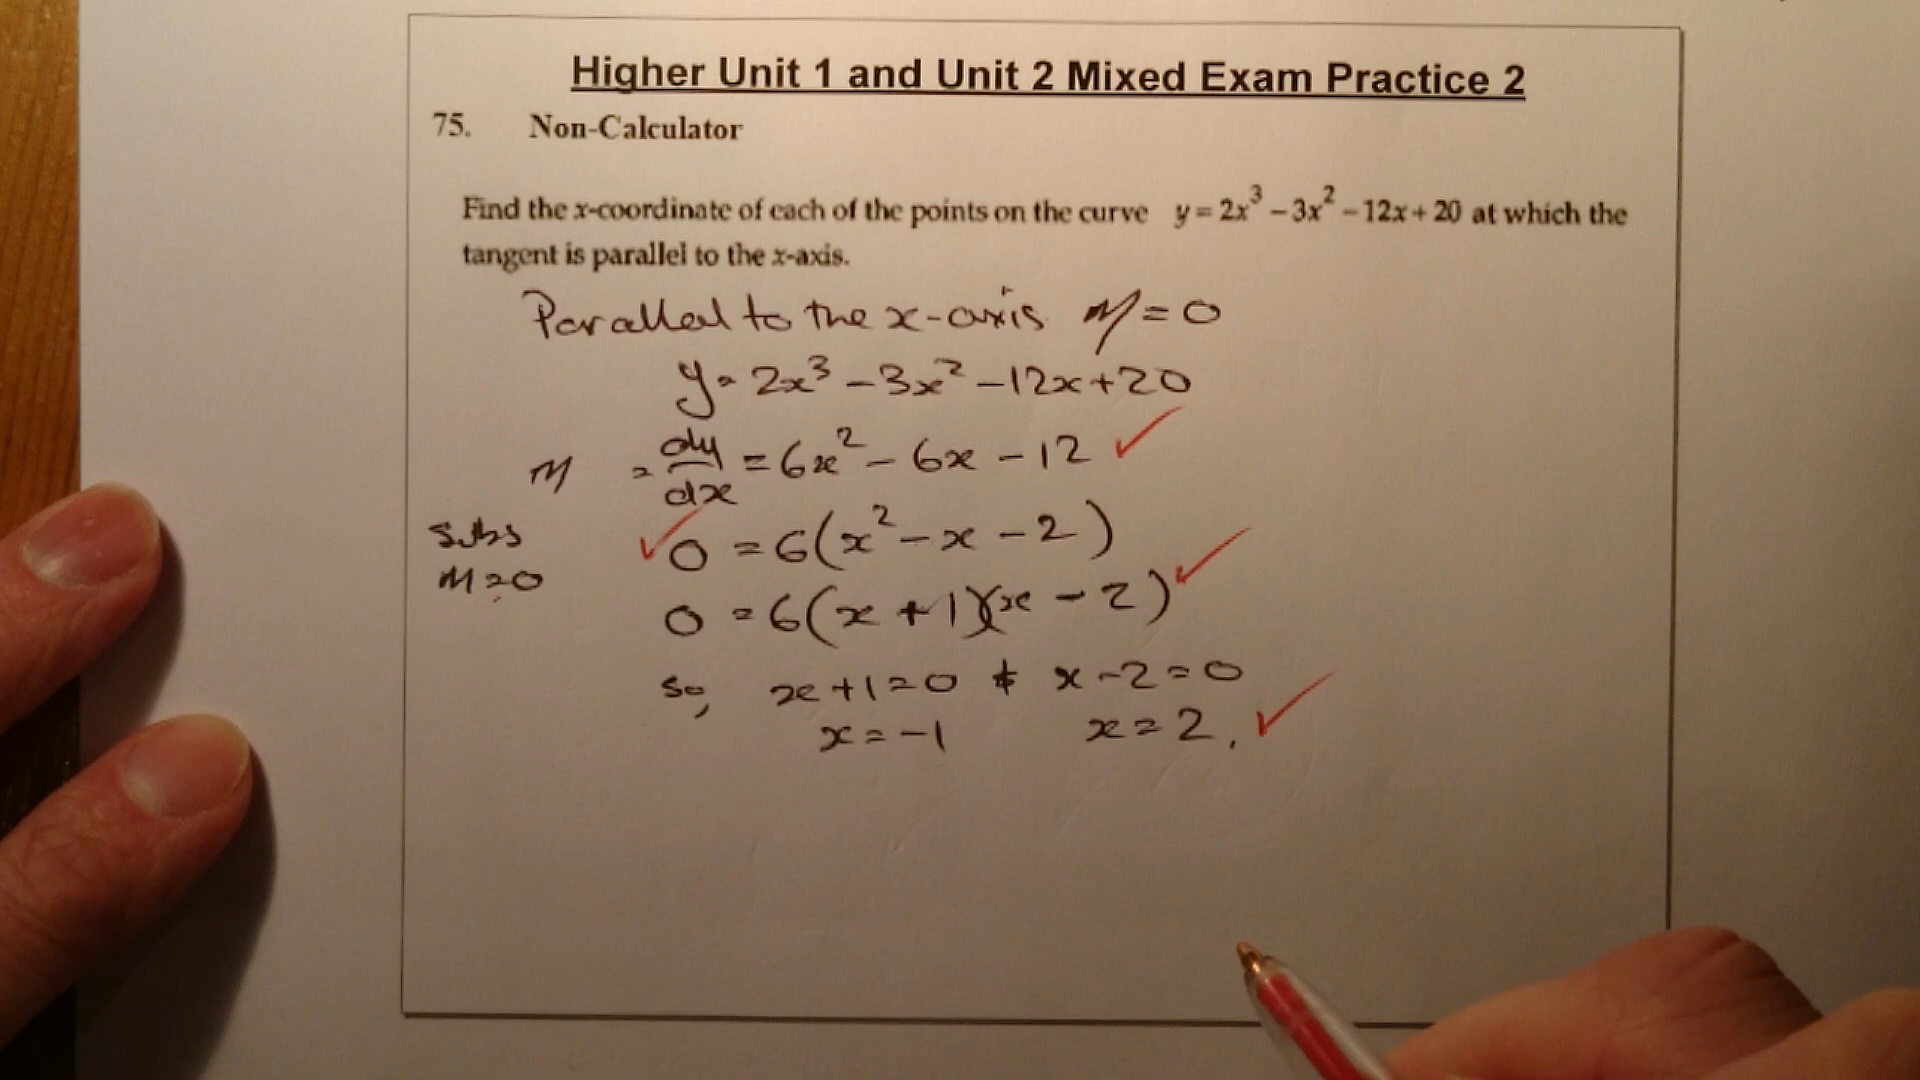 Higher Unit 1 and Unit 2 Mixed Exam Practice 2
75. Non-Calculator
Find the x-coordinate of each of the points on the curve y = 2x³ − 3x² − 12x + 20 at which the
tangent is parallel to the x-axis.
Parallel to the x-axis M = 0
y = 2x³ − 3x² − 12x + 20
M = dy/dx = 6x² − 6x − 12 ✓
Subs
M = 0
✓ 0 = 6(x² − x − 2)
0 = 6(x + 1)(x − 2) ✓
so, x + 1 = 0 & x − 2 = 0
x = −1 x = 2. ✓